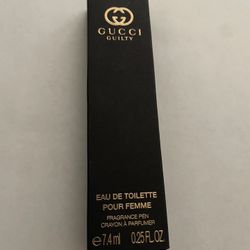 GUCCI
GUILTY
EAU DE TOILETTE
POUR FEMME
FRAGRANCE PEN
CRAYON À PARFUMER
℮ 7.4 ml 0.25 FL.OZ.